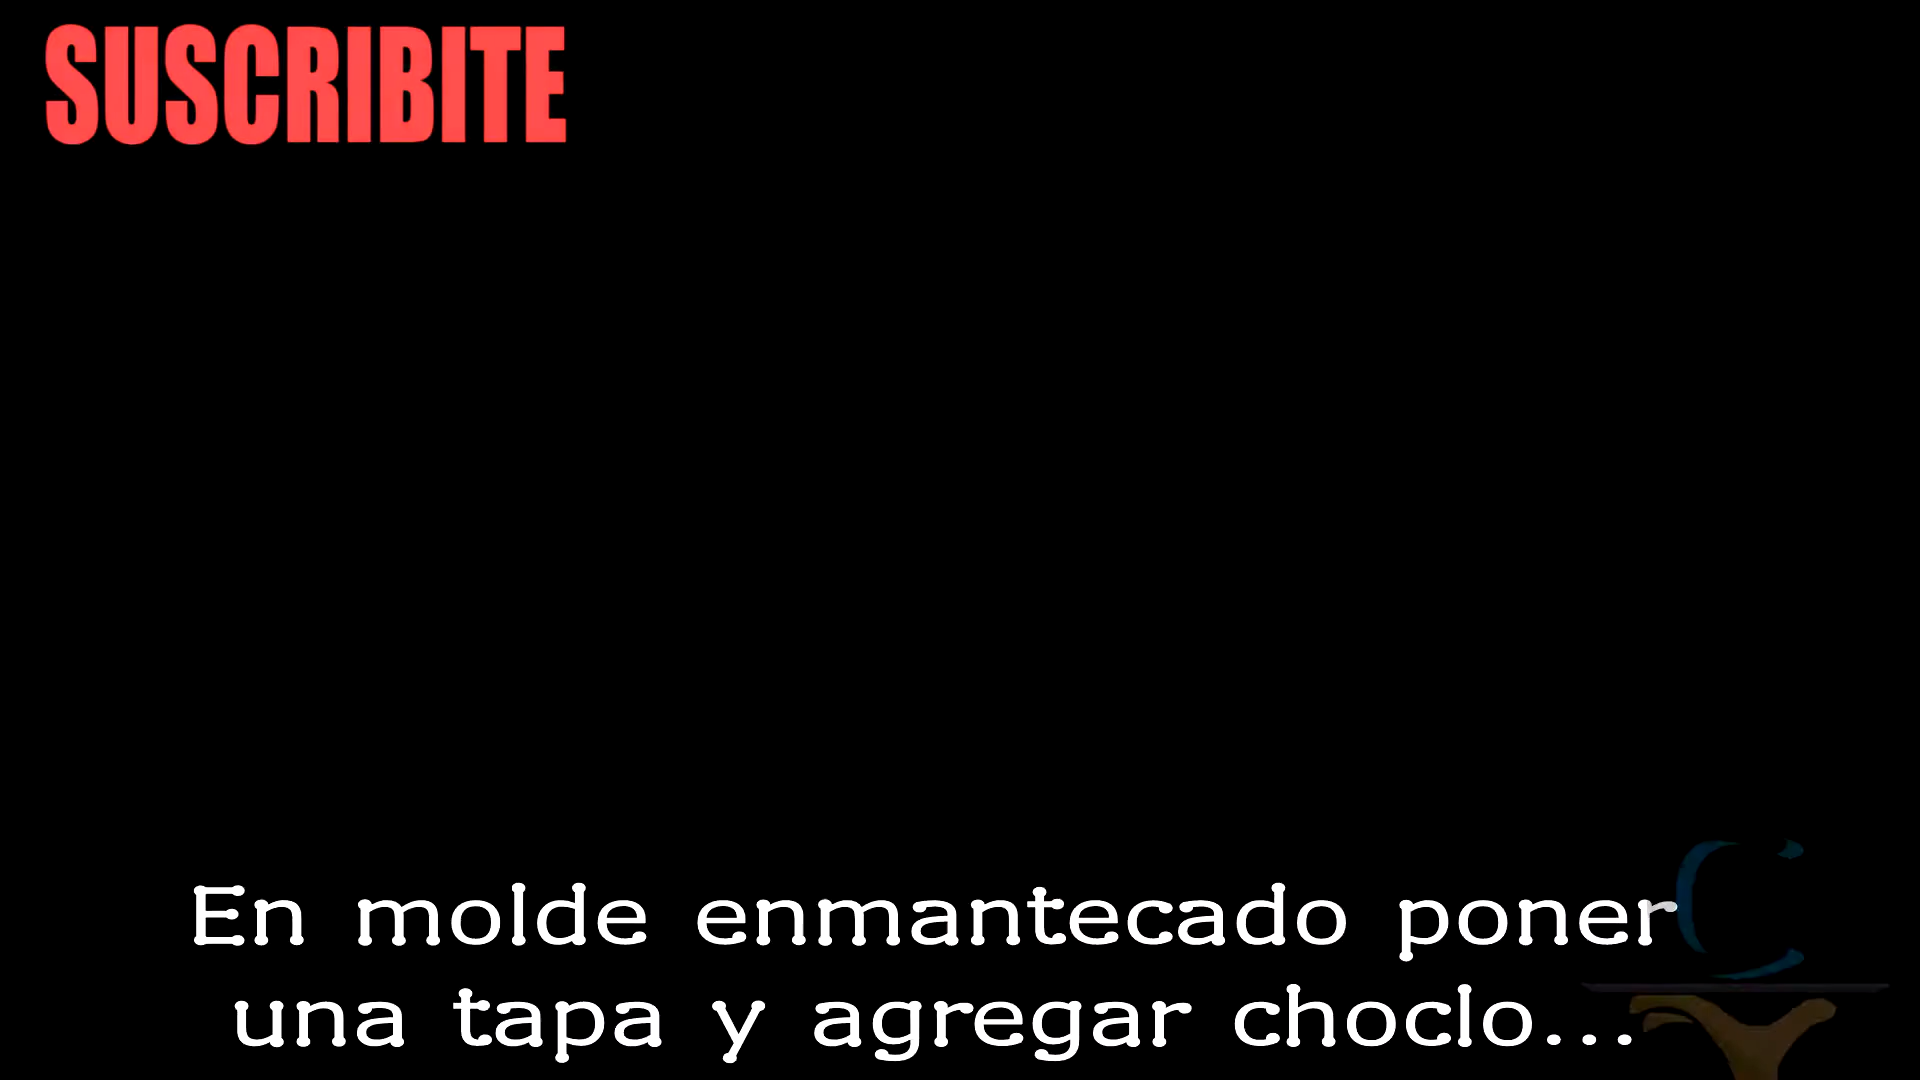 SUSCRIBITE
En molde enmantecado poner
una tapa y agregar choclo...